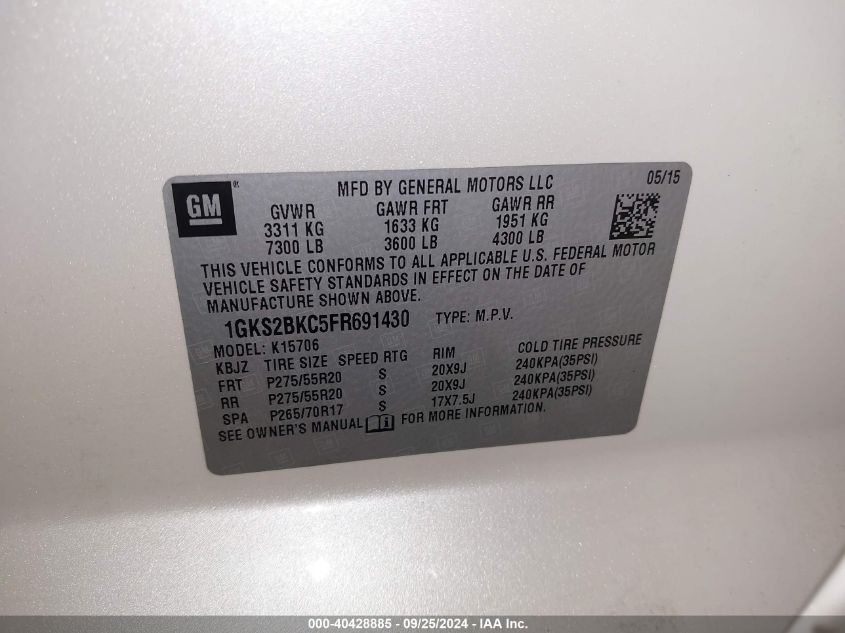 GM ®
MFD BY GENERAL MOTORS LLC 05/15
GVWR GAWR FRT GAWR RR
3311 KG 1633 KG 1951 KG
7300 LB 3600 LB 4300 LB
THIS VEHICLE CONFORMS TO ALL APPLICABLE U.S. FEDERAL MOTOR
VEHICLE SAFETY STANDARDS IN EFFECT ON THE DATE OF
MANUFACTURE SHOWN ABOVE.
1GKS2BKC5FR691430 TYPE: M.P.V.
MODEL: K15706
KBJZ TIRE SIZE SPEED RTG RIM COLD TIRE PRESSURE
FRT P275/55R20 S 20X9J 240KPA(35PSI)
RR P275/55R20 S 20X9J 240KPA(35PSI)
SPA P265/70R17 S 17X7.5J 240KPA(35PSI)
SEE OWNER'S MANUAL FOR MORE INFORMATION.
000-40428885 - 09/25/2024 - IAA Inc.